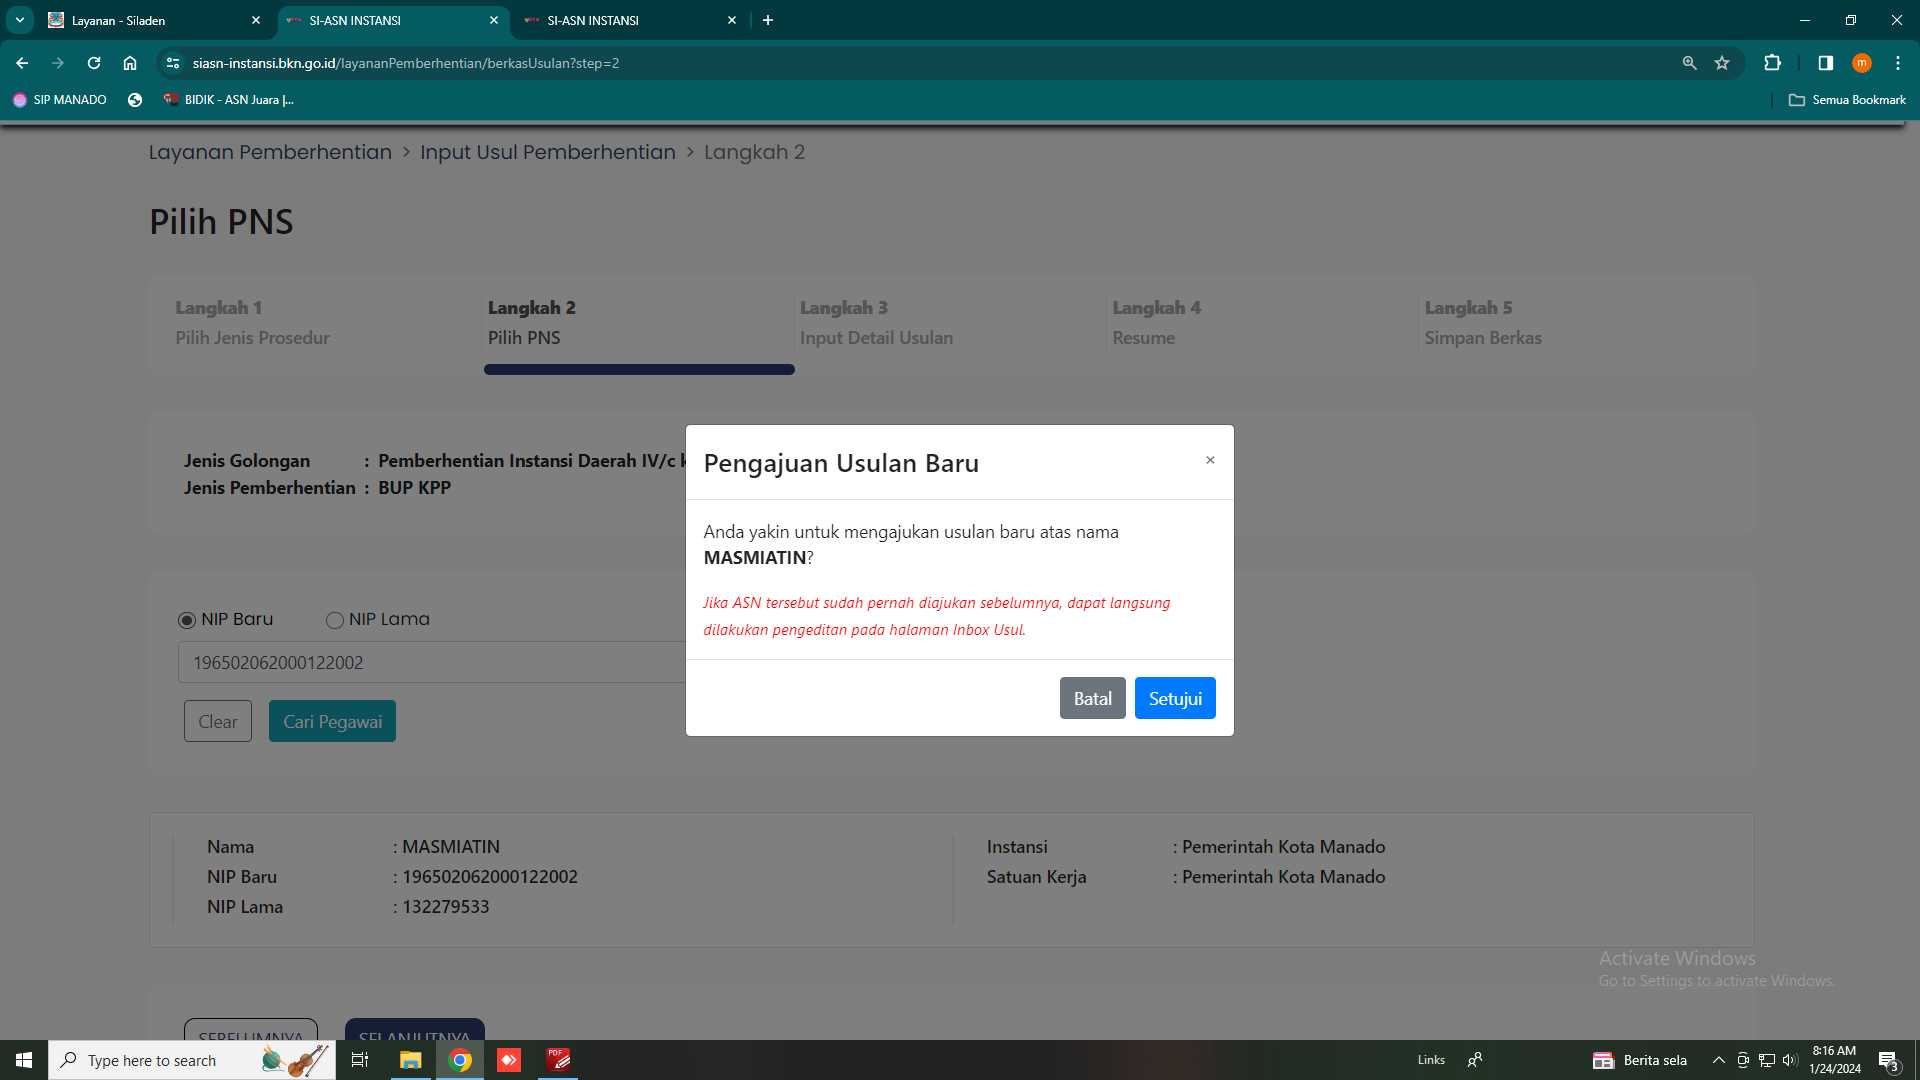 Layanan - Siladen
SI-ASN INSTANSI
SI-ASN INSTANSI
siasn-instansi.bkn.go.id/layananPemberhentian/berkasUsulan?step=2
m
SIP MANADO
BIDIK - ASN Juara |...
Semua Bookmark
Layanan Pemberhentian > Input Usul Pemberhentian > Langkah 2
Pilih PNS
Langkah 1
Pilih Jenis Prosedur
Langkah 2
Pilih PNS
Langkah 3
Input Detail Usulan
Langkah 4
Resume
Langkah 5
Simpan Berkas
Jenis Golongan : Pemberhentian Instansi Daerah IV/c
Jenis Pemberhentian : BUP KPP
Pengajuan Usulan Baru ×
Anda yakin untuk mengajukan usulan baru atas nama
MASMIATIN?
Jika ASN tersebut sudah pernah diajukan sebelumnya, dapat langsung
dilakukan pengeditan pada halaman Inbox Usul.
Batal Setujui
NIP Baru NIP Lama
196502062000122002
Clear Cari Pegawai
Nama : MASMIATIN
NIP Baru : 196502062000122002
NIP Lama : 132279533
Instansi : Pemerintah Kota Manado
Satuan Kerja : Pemerintah Kota Manado
Activate Windows
Go to Settings to activate Windows.
SEBELUMNYA SELANJUTNYA
Type here to search
PDF
Links
Berita sela
8:16 AM
1/24/2024
3